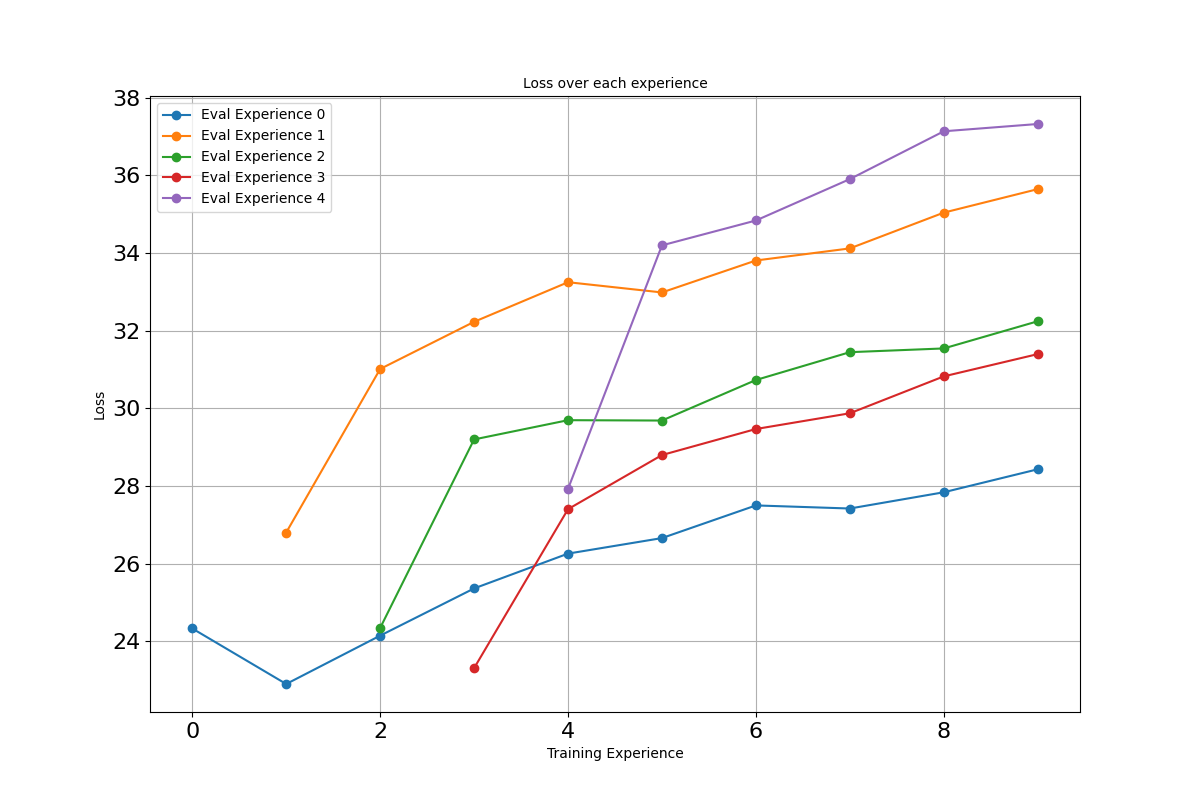 Loss over each experience
38
36
34
32
30
28
26
24
Loss
Eval Experience 0
Eval Experience 1
Eval Experience 2
Eval Experience 3
Eval Experience 4
0 2 4 6 8
Training Experience